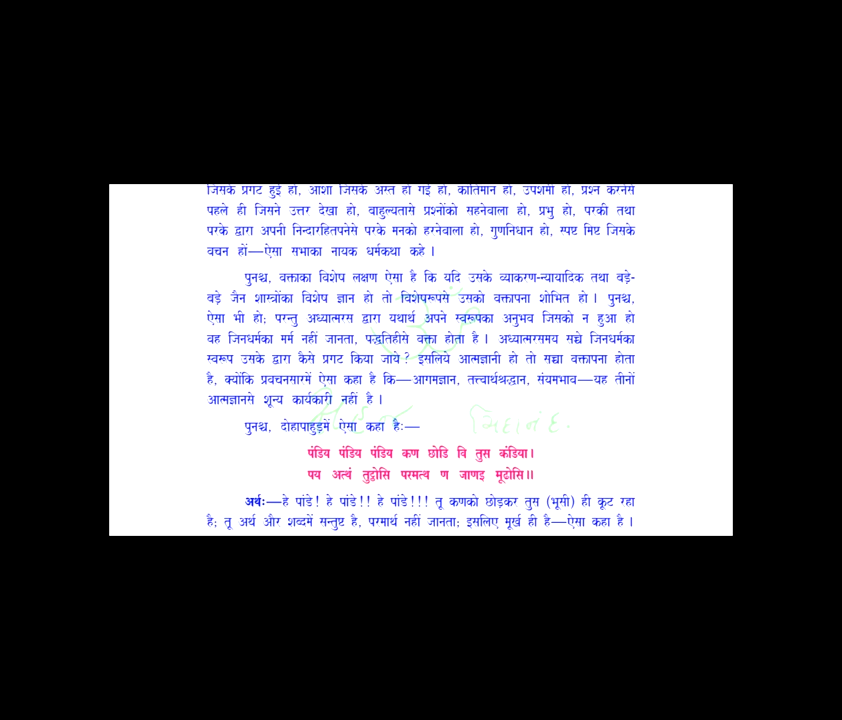 जिसके प्रगट हुई हो, आशा जिसके अस्त हो गई हो, कांतिमान हो, उपशमी हो, प्रश्न करनेसे
पहले ही जिसने उत्तर देखा हो, बाहुल्यतासे प्रश्नोंको सहनेवाला हो, प्रभु हो, परकी तथा
परके द्वारा अपनी निन्दारहितपनेसे परके मनको हरनेवाला हो, गुणनिधान हो, स्पष्ट मिष्ट जिसके
वचन हों—ऐसा सभाका नायक धर्मकथा कहे ।
पुनश्च, वक्ताका विशेष लक्षण ऐसा है कि यदि उसके व्याकरण-न्यायादिक तथा बड़े-
बड़े जैन शास्त्रोंका विशेष ज्ञान हो तो विशेषरूपसे उसको वक्तापना शोभित हो । पुनश्च,
ऐसा भी हो; परन्तु अध्यात्मरस द्वारा यथार्थ अपने स्वरूपका अनुभव जिसको न हुआ हो
वह जिनधर्मका मर्म नहीं जानता, पद्धतिहीसे वक्ता होता है । अध्यात्मरसमय सच्चे जिनधर्मका
स्वरूप उसके द्वारा कैसे प्रगट किया जाये ? इसलिये आत्मज्ञानी हो तो सच्चा वक्तापना होता
है, क्योंकि प्रवचनसारमें ऐसा कहा है कि—आगमज्ञान, तत्त्वार्थश्रद्धान, संयमभाव—यह तीनों
आत्मज्ञानसे शून्य कार्यकारी नहीं है ।
पुनश्च, दोहापाहुड़में ऐसा कहा हैः—
पंडिय पंडिय पंडिय कण छोडि वि तुस कंडिया।
पय अत्थं तुट्ठोसि परमत्थ ण जाणइ मूढोसि।।
अर्थः—हे पांडे ! हे पांडे !! हे पांडे !!! तू कणको छोड़कर तुस (भूसी) ही कूट रहा
है; तू अर्थ और शब्दमें सन्तुष्ट है, परमार्थ नहीं जानता; इसलिए मूर्ख ही है—ऐसा कहा है ।